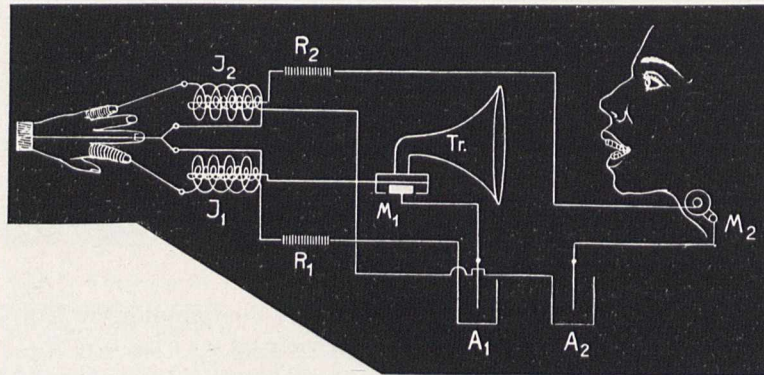 J₂
R₂
Tr.
M₁
J₁
M₂
R₁
A₁
A₂